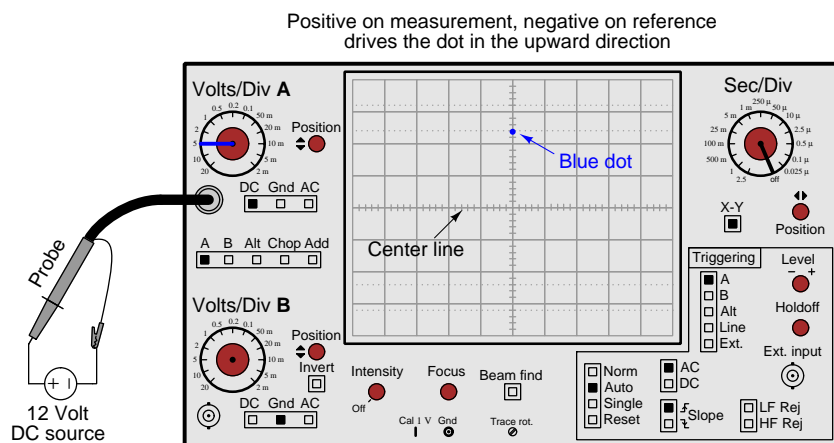 Positive on measurement, negative on reference
drives the dot in the upward direction
Volts/Div A
0.5 0.2 0.1
1 50 m
2 20 m
5 10 m
10 5 m
20 2 m
Position
DC Gnd AC
A B Alt Chop Add
Probe
12 Volt
DC source
+ -
Volts/Div B
0.5 0.2 0.1
1 50 m
2 20 m
5 10 m
10 5 m
20 2 m
Position
Invert
DC Gnd AC
Blue dot
Center line
Intensity
Off
Focus
Beam find
Cal 1 V Gnd
Trace rot.
Sec/Div
250 µ
1 m 50 µ
5 m 10 µ
25 m 2.5 µ
100 m 0.5 µ
500 m 0.1 µ
1 0.025 µ
2.5 off
X-Y
Position
Triggering
A
B
Alt
Line
Ext.
Level
- +
Holdoff
Ext. input
Norm
Auto
Single
Reset
AC
DC
Slope
LF Rej
HF Rej